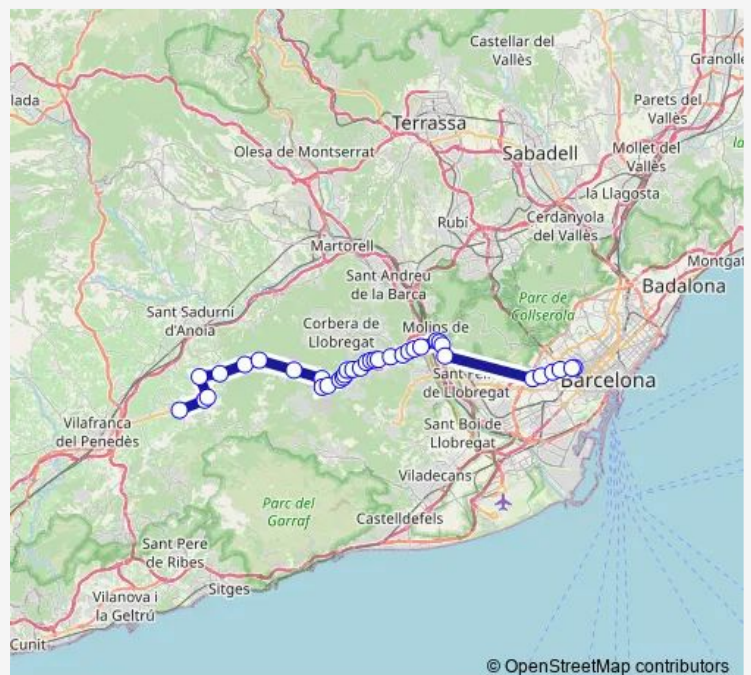 Castellar del
Vallès
Granolle
lada
Parets del
Vallès
Terrassa
Olesa de Montserrat
Sabadell
Mollet del
Vallès
la Llagosta
Rubí
Cerdanyola
del Vallès
Martorell
Montgat
Sant Andreu
de la Barca
Badalona
Parc de
Collserola
Sant Sadurní
d'Anoia
Corbera de
Llobregat
Molins de
Barcelona
de Llobregat
Vilafranca
del Penedès
Sant Boi de
Llobregat
Viladecans
Parc del
Garraf
Castelldefels
Sant Pere
de Ribes
Sitges
Vilanova i
la Geltrú
Cunit
© OpenStreetMap contributors